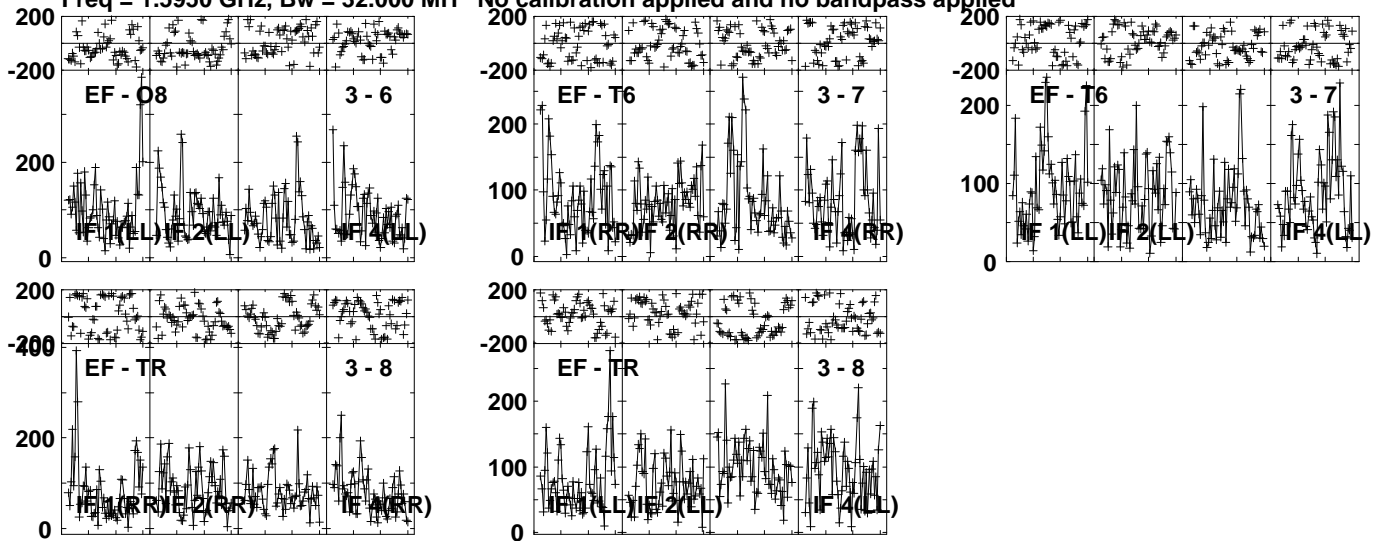 Freq = 1.5950 GHz, Bw = 32.000 MH No calibration applied and no bandpass applied
200
-200
EF - O8
3 - 6
200
0
IF 1(LL) IF 2(LL) IF 4(LL)
200
-200
EF - T6
3 - 7
200
100
0
IF 1(RR) IF 2(RR) IF 4(RR)
200
-200
EF - T6
3 - 7
200
100
0
IF 1(LL) IF 2(LL) IF 4(LL)
200
-200
400
EF - TR
3 - 8
200
0
IF 1(RR) IF 2(RR) IF 4(RR)
200
-200
EF - TR
3 - 8
200
100
0
IF 1(LL) IF 2(LL) IF 4(LL)